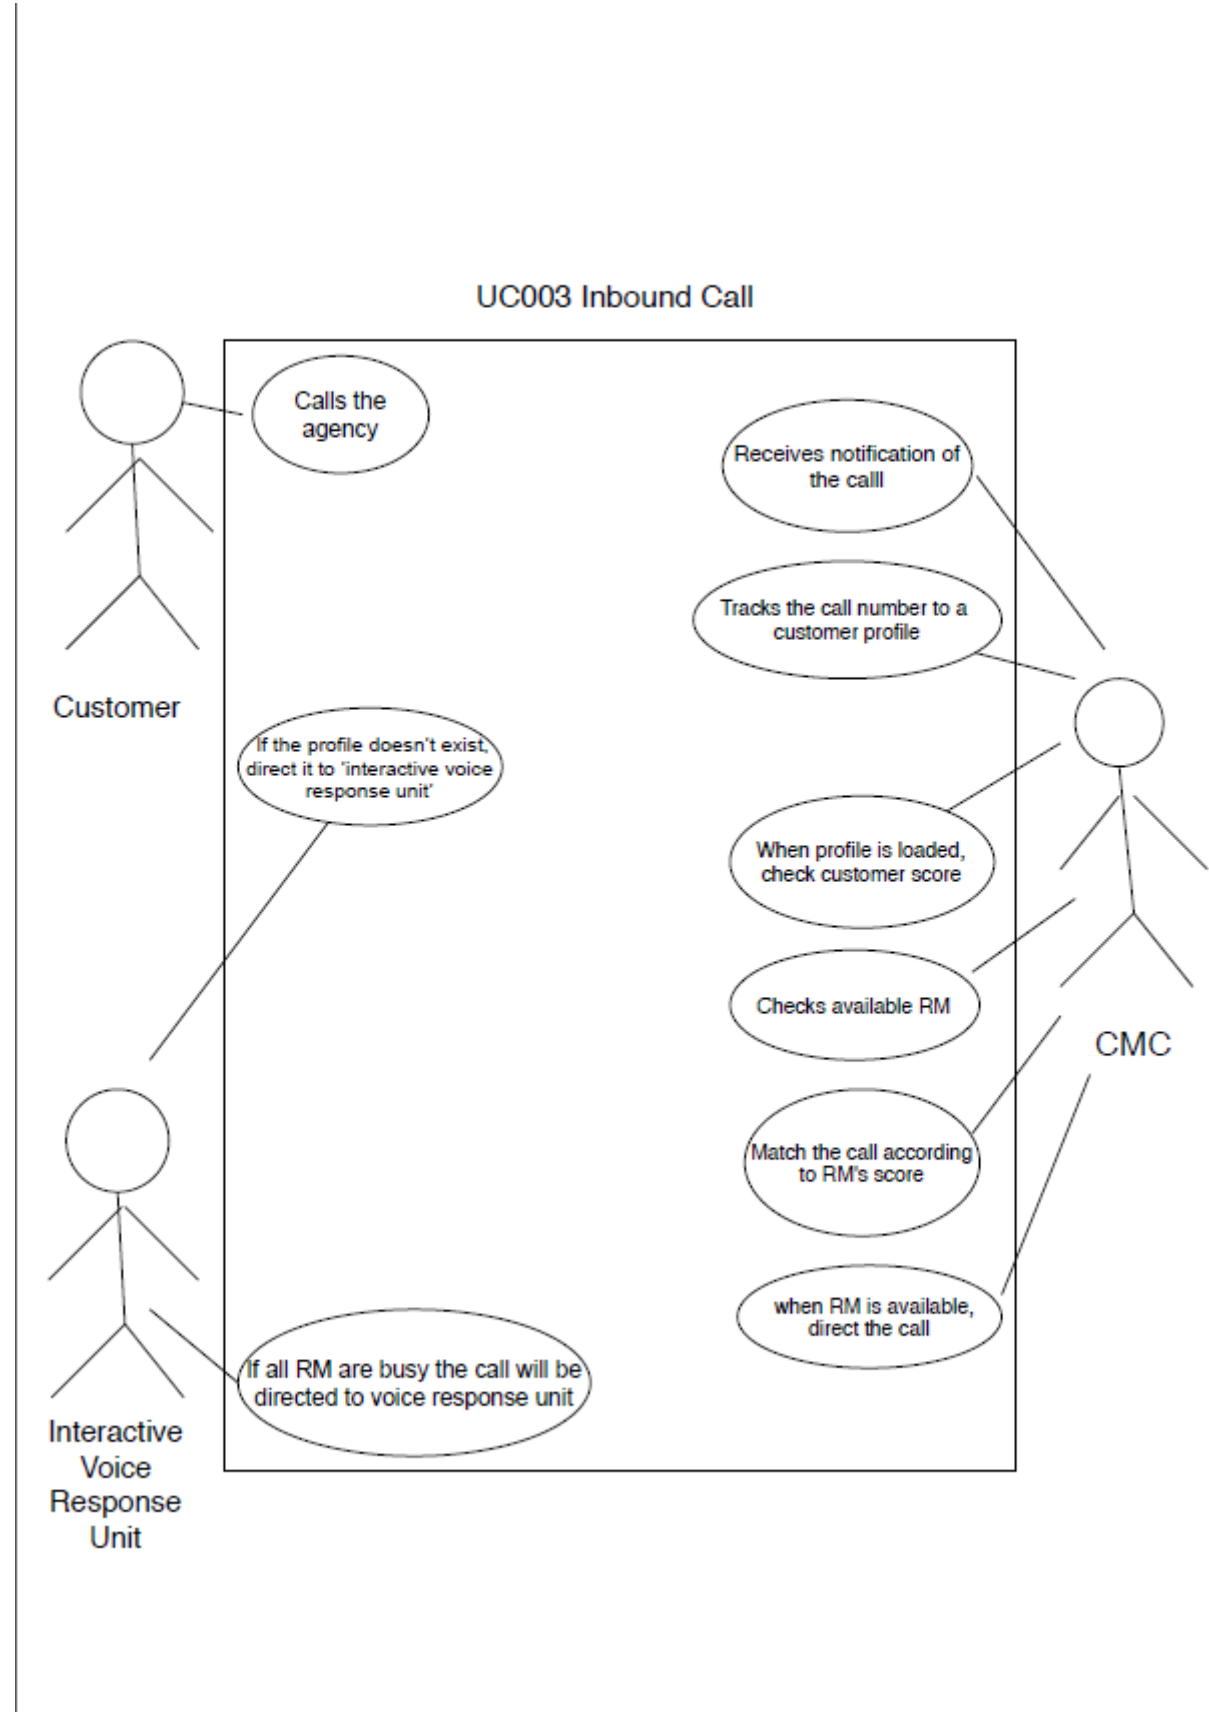 UC003 Inbound Call
Calls the
agency
Receives notification of
the calll
Tracks the call number to a
customer profile
Customer
If the profile doesn't exist,
direct it to 'interactive voice
response unit'
When profile is loaded,
check customer score
Checks available RM
CMC
Match the call according
to RM's score
when RM is available,
direct the call
If all RM are busy the call will be
directed to voice response unit
Interactive
Voice
Response
Unit